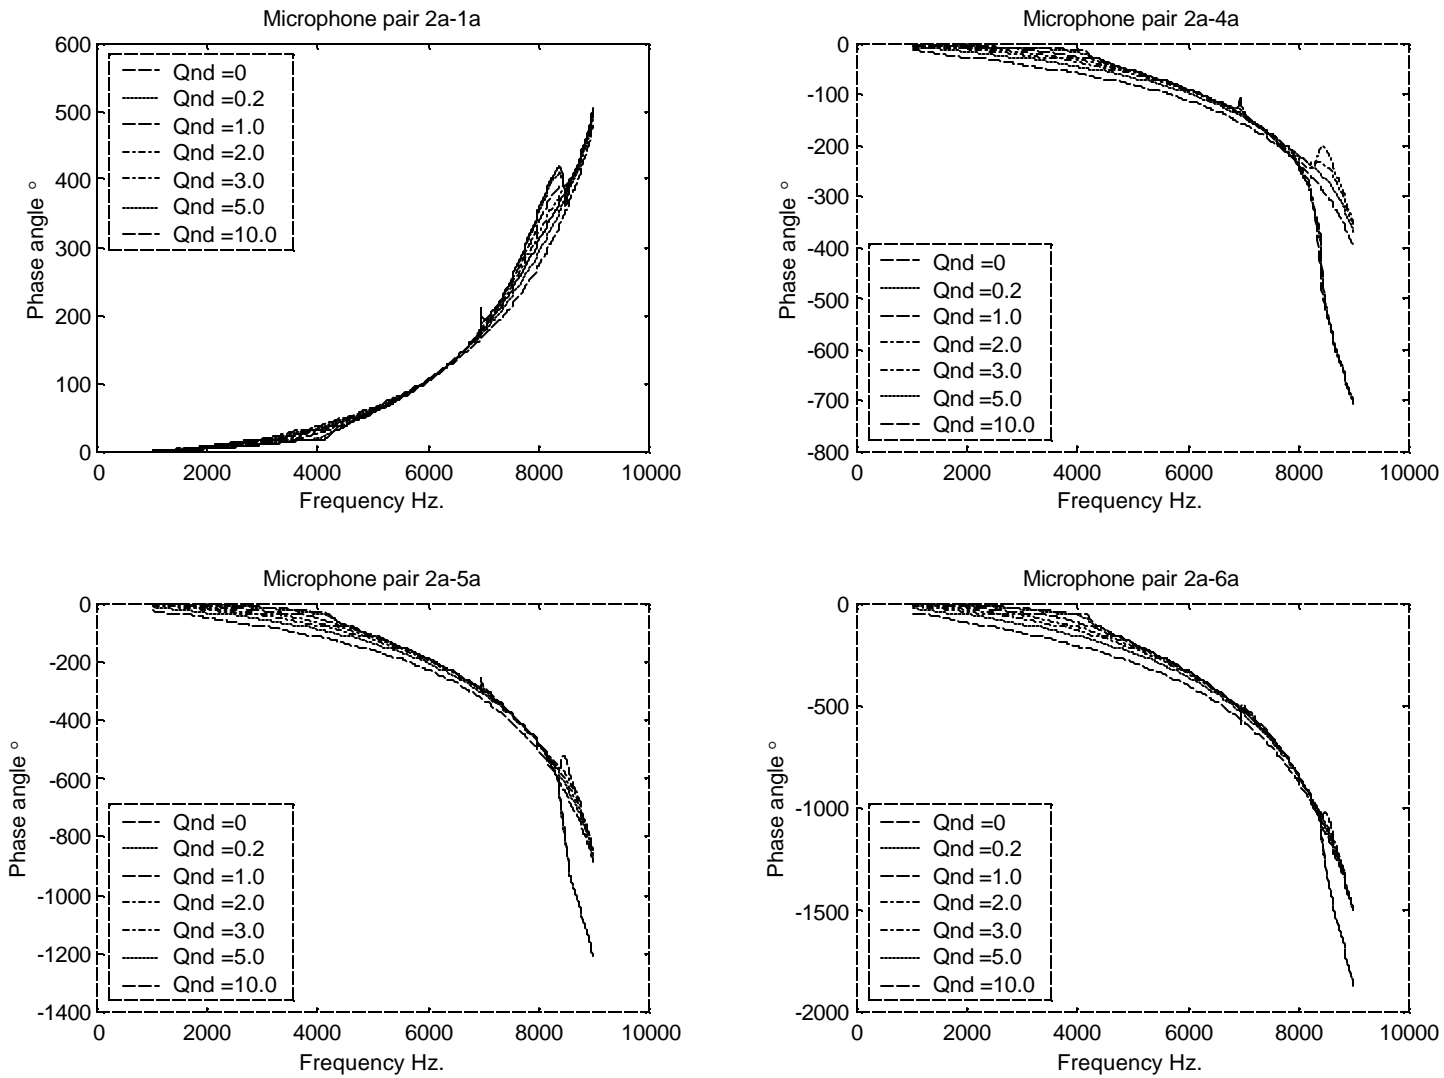 Microphone pair 2a-1a
600
500
400
300
200
100
0
Phase angle °
Qnd =0
Qnd =0.2
Qnd =1.0
Qnd =2.0
Qnd =3.0
Qnd =5.0
Qnd =10.0
0 2000 4000 6000 8000 10000
Frequency Hz.
Microphone pair 2a-4a
0
-100
-200
-300
-400
-500
-600
-700
-800
Phase angle °
Qnd =0
Qnd =0.2
Qnd =1.0
Qnd =2.0
Qnd =3.0
Qnd =5.0
Qnd =10.0
0 2000 4000 6000 8000 10000
Frequency Hz.
Microphone pair 2a-5a
0
-200
-400
-600
-800
-1000
-1200
-1400
Phase angle °
Qnd =0
Qnd =0.2
Qnd =1.0
Qnd =2.0
Qnd =3.0
Qnd =5.0
Qnd =10.0
0 2000 4000 6000 8000 10000
Frequency Hz.
Microphone pair 2a-6a
0
-500
-1000
-1500
-2000
Phase angle °
Qnd =0
Qnd =0.2
Qnd =1.0
Qnd =2.0
Qnd =3.0
Qnd =5.0
Qnd =10.0
0 2000 4000 6000 8000 10000
Frequency Hz.